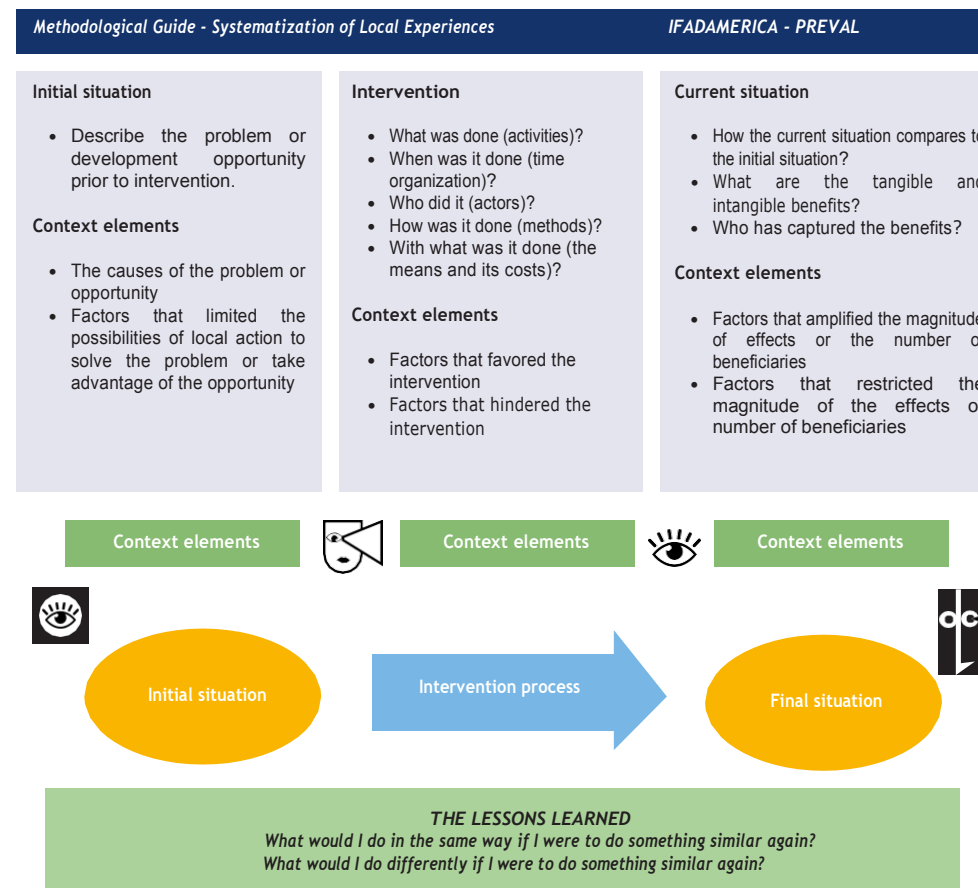 Methodological Guide - Systematization of Local Experiences IFADAMERICA - PREVAL
Initial situation
• Describe the problem or
development opportunity
prior to intervention.
Context elements
• The causes of the problem or
opportunity
• Factors that limited the
possibilities of local action to
solve the problem or take
advantage of the opportunity
Intervention
• What was done (activities)?
• When was it done (time
organization)?
• Who did it (actors)?
• How was it done (methods)?
• With what was it done (the
means and its costs)?
Context elements
• Factors that favored the
intervention
• Factors that hindered the
intervention
Current situation
• How the current situation compares
the initial situation?
• What are the tangible
intangible benefits?
• Who has captured the benefits?
Context elements
• Factors that amplified the magnitude
of effects or the number
beneficiaries
• Factors that restricted
magnitude of the effects
number of beneficiaries
Context elements
Context elements
Context elements
Initial situation
Intervention process
Final situation
THE LESSONS LEARNED
What would I do in the same way if I were to do something similar again?
What would I do differently if I were to do something similar again?